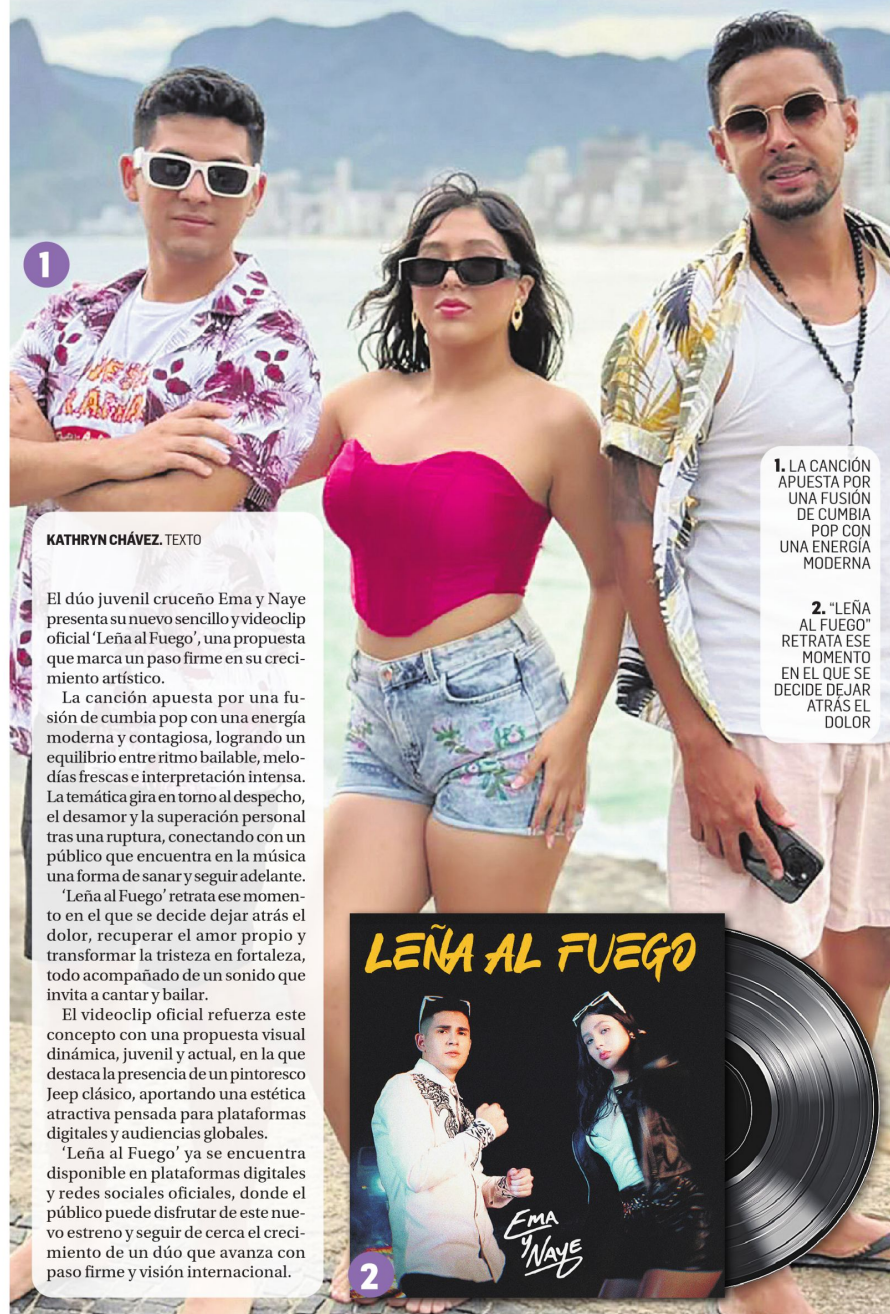 1
KATHRYN CHÁVEZ. TEXTO
El dúo juvenil cruceño Ema y Naye
presenta su nuevo sencillo y videoclip
oficial ‘Leña al Fuego’, una propuesta
que marca un paso firme en su creci-
miento artístico.
La canción apuesta por una fu-
sión de cumbia pop con una energía
moderna y contagiosa, logrando un
equilibrio entre ritmo bailable, melo-
días frescas e interpretación intensa.
La temática gira en torno al despecho,
el desamor y la superación personal
tras una ruptura, conectando con un
público que encuentra en la música
una forma de sanar y seguir adelante.
‘Leña al Fuego’ retrata ese momen-
to en el que se decide dejar atrás el
dolor, recuperar el amor propio y
transformar la tristeza en fortaleza,
todo acompañado de un sonido que
invita a cantar y bailar.
El videoclip oficial refuerza este
concepto con una propuesta visual
dinámica, juvenil y actual, en la que
destaca la presencia de un pintoresco
Jeep clásico, aportando una estética
atractiva pensada para plataformas
digitales y audiencias globales.
‘Leña al Fuego’ ya se encuentra
disponible en plataformas digitales
y redes sociales oficiales, donde el
público puede disfrutar de este nue-
vo estreno y seguir de cerca el creci-
miento de un dúo que avanza con
paso firme y visión internacional.
1. LA CANCIÓN
APUESTA POR
UNA FUSIÓN
DE CUMBIA
POP CON
UNA ENERGÍA
MODERNA
2. “LEÑA
AL FUEGO”
RETRATA ESE
MOMENTO
EN EL QUE SE
DECIDE DEJAR
ATRÁS EL
DOLOR
LEÑA AL FUEGO
EMA
Y
NAYE
2